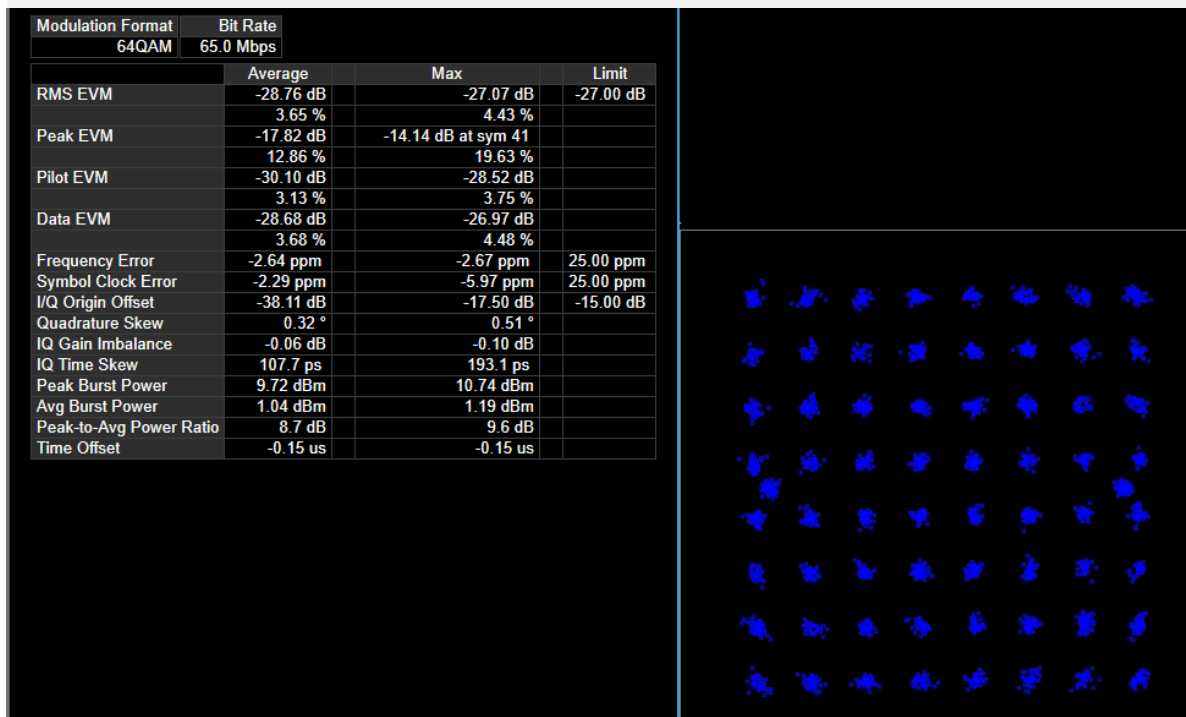 Modulation Format Bit Rate
64QAM 65.0 Mbps
Average Max Limit
RMS EVM -28.76 dB -27.07 dB -27.00 dB
3.65 % 4.43 %
Peak EVM -17.82 dB -14.14 dB at sym 41
12.86 % 19.63 %
Pilot EVM -30.10 dB -28.52 dB
3.13 % 3.75 %
Data EVM -28.68 dB -26.97 dB
3.68 % 4.48 %
Frequency Error -2.64 ppm -2.67 ppm 25.00 ppm
Symbol Clock Error -2.29 ppm -5.97 ppm 25.00 ppm
I/Q Origin Offset -38.11 dB -17.50 dB -15.00 dB
Quadrature Skew 0.32 ° 0.51 °
IQ Gain Imbalance -0.06 dB -0.10 dB
IQ Time Skew 107.7 ps 193.1 ps
Peak Burst Power 9.72 dBm 10.74 dBm
Avg Burst Power 1.04 dBm 1.19 dBm
Peak-to-Avg Power Ratio 8.7 dB 9.6 dB
Time Offset -0.15 us -0.15 us